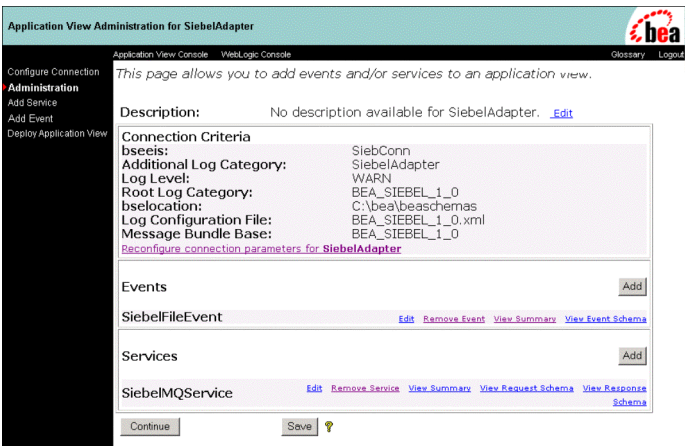 Application View Administration for SiebelAdapter
bea
Application View Console WebLogic Console Glossary Logout
Configure Connection
Administration
Add Service
Add Event
Deploy Application View
This page allows you to add events and/or services to an application view.
Description: No description available for SiebelAdapter. Edit
Connection Criteria
bseeis: SiebConn
Additional Log Category: SiebelAdapter
Log Level: WARN
Root Log Category: BEA_SIEBEL_1_0
bselocation: C:\bea\beaschemas
Log Configuration File: BEA_SIEBEL_1_0.xml
Message Bundle Base: BEA_SIEBEL_1_0
Reconfigure connection parameters for SiebelAdapter
Events Add
SiebelFileEvent Edit Remove Event View Summary View Event Schema
Services Add
SiebelMQService Edit Remove Service View Summary View Request Schema View Response
Schema
Continue Save ?